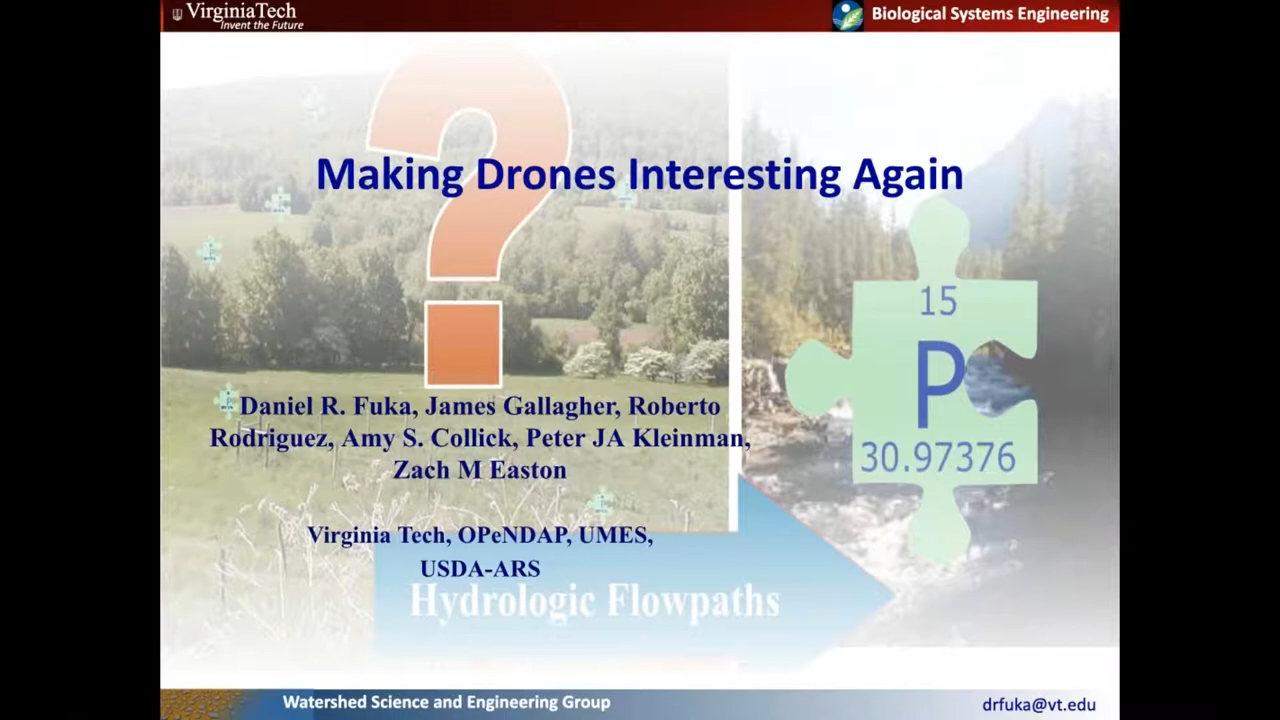 VirginiaTech
Invent the Future
Biological Systems Engineering
Making Drones Interesting Again
15
P
30.97376
Daniel R. Fuka, James Gallagher, Roberto
Rodriguez, Amy S. Collick, Peter JA Kleinman,
Zach M Easton
Virginia Tech, OPeNDAP, UMES,
USDA-ARS
Hydrologic Flowpaths
Watershed Science and Engineering Group
drfuka@vt.edu